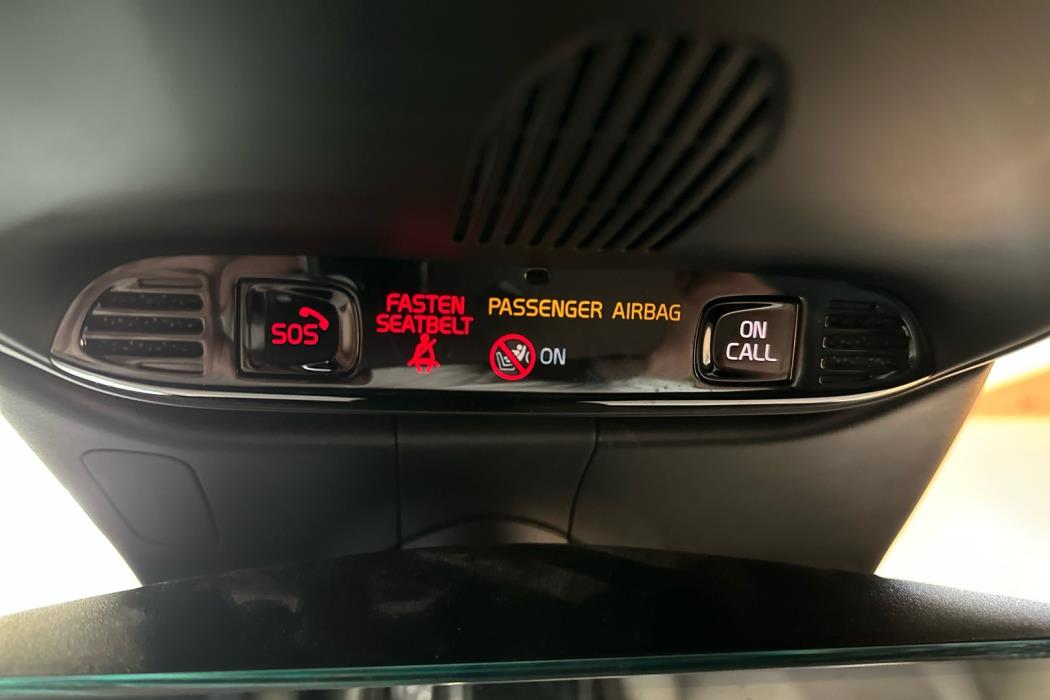 SOS
FASTEN
SEATBELT
PASSENGER AIRBAG
ON
ON
CALL